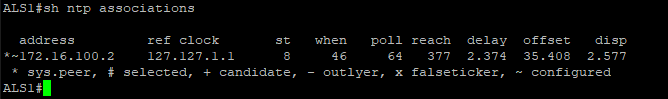 ALS1#sh ntp associations
address ref clock st when poll reach delay offset disp
*~172.16.100.2 127.127.1.1 8 46 64 377 2.374 35.408 2.577
* sys.peer, # selected, + candidate, - outlyer, x falseticker, ~ configured
ALS1#